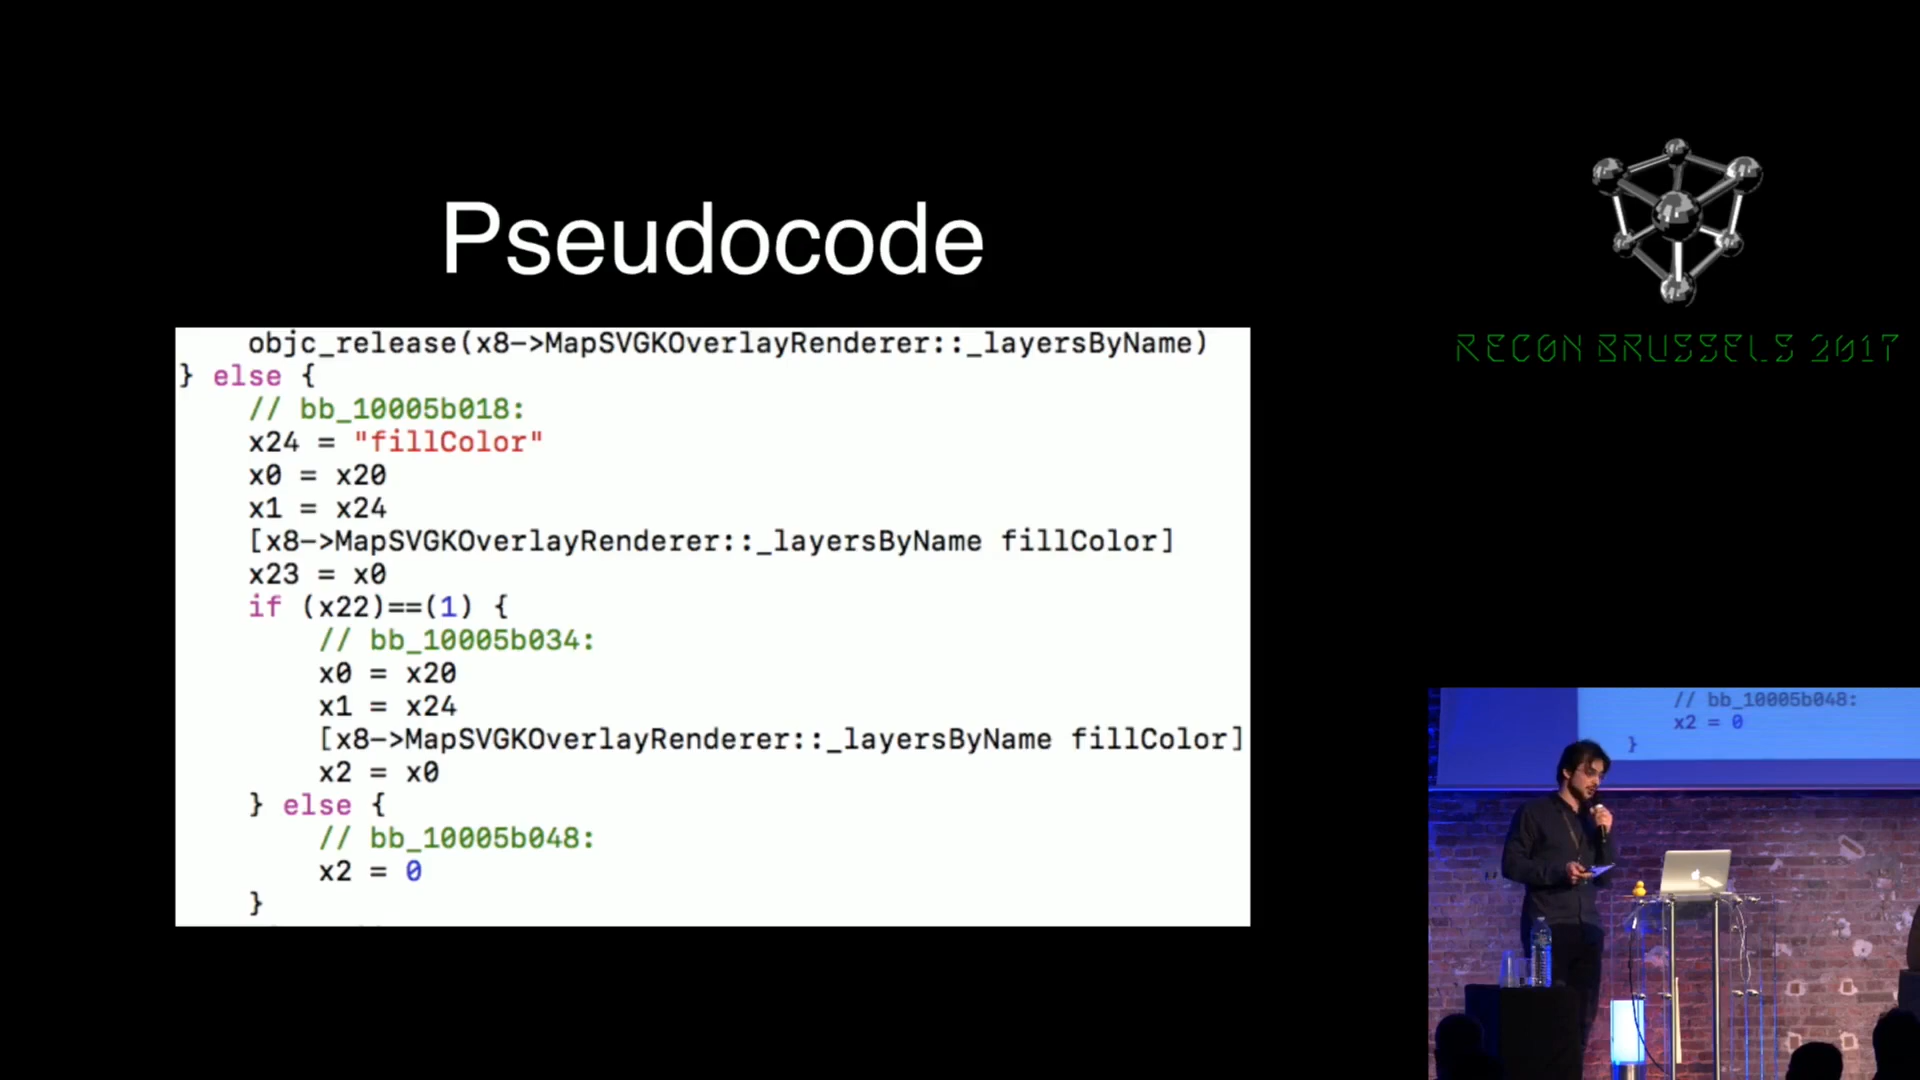 Pseudocode
objc_release(x8->MapSVGKOverlayRenderer::_layersByName)
} else {
// bb_10005b018:
x24 = "fillColor"
x0 = x20
x1 = x24
[x8->MapSVGKOverlayRenderer::_layersByName fillColor]
x23 = x0
if (x22)==(1) {
// bb_10005b034:
x0 = x20
x1 = x24
[x8->MapSVGKOverlayRenderer::_layersByName fillColor]
x2 = x0
} else {
// bb_10005b048:
x2 = 0
}
RECON BRUSSELS 2017
// bb_10005b048:
x2 = 0
}